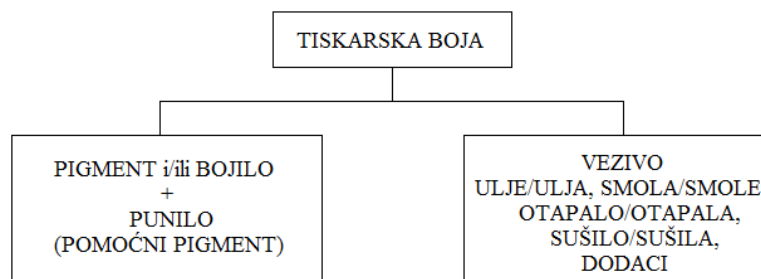 TISKARSKA BOJA
PIGMENT i/ili BOJILO
+
PUNILO
(POMOĆNI PIGMENT)
VEZIVO
ULJE/ULJA, SMOLA/SMOLE
OTAPALO/OTAPALA,
SUŠILO/SUŠILA,
DODACI